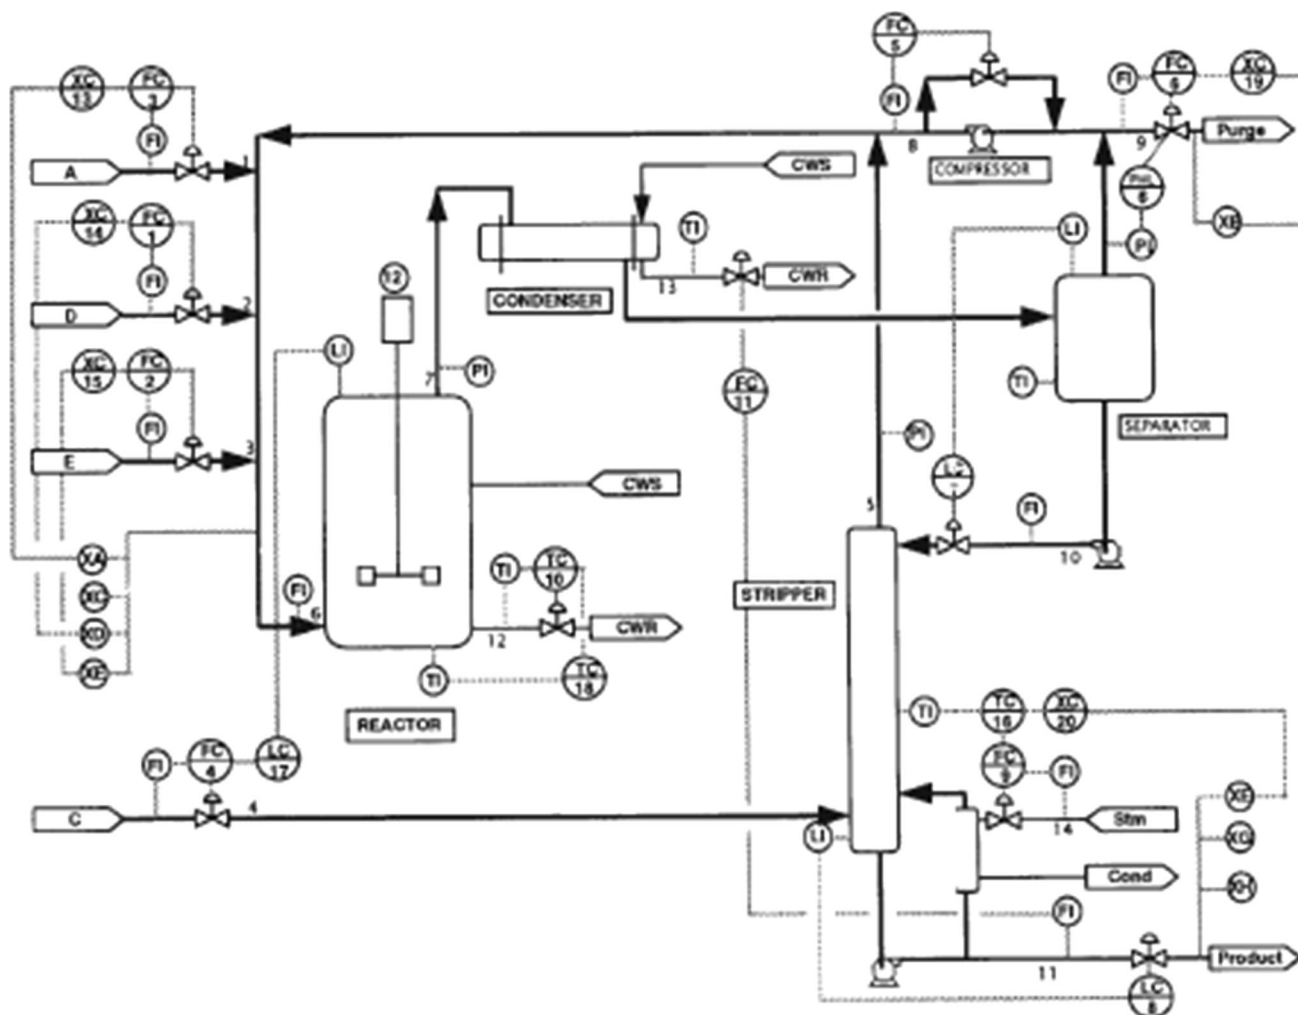 FC
5
FI
FC
6
XC
19
XC
13
FC
3
FI
FI
A
1
8
COMPRESSOR
9
Purge
CWS
6
XE
XC
14
FC
1
LI
TI
LI
PI
FI
CONDENSER
13
CWR
12
D
2
LI
XC
15
FC
2
7
PI
FC
11
TI
FI
SEPARATOR
PI
E
3
LC
CWS
5
FI
10
XA
FI
TI
TC
10
STRIPPER
XC
6
12
CWR
XD
XE
TI
TC
18
REACTOR
TI
TC
16
XC
20
FI
FC
4
LC
17
FC
9
FI
XE
C
4
LI
14
Stm
XG
Cond
XH
FI
11
Product
LC
8